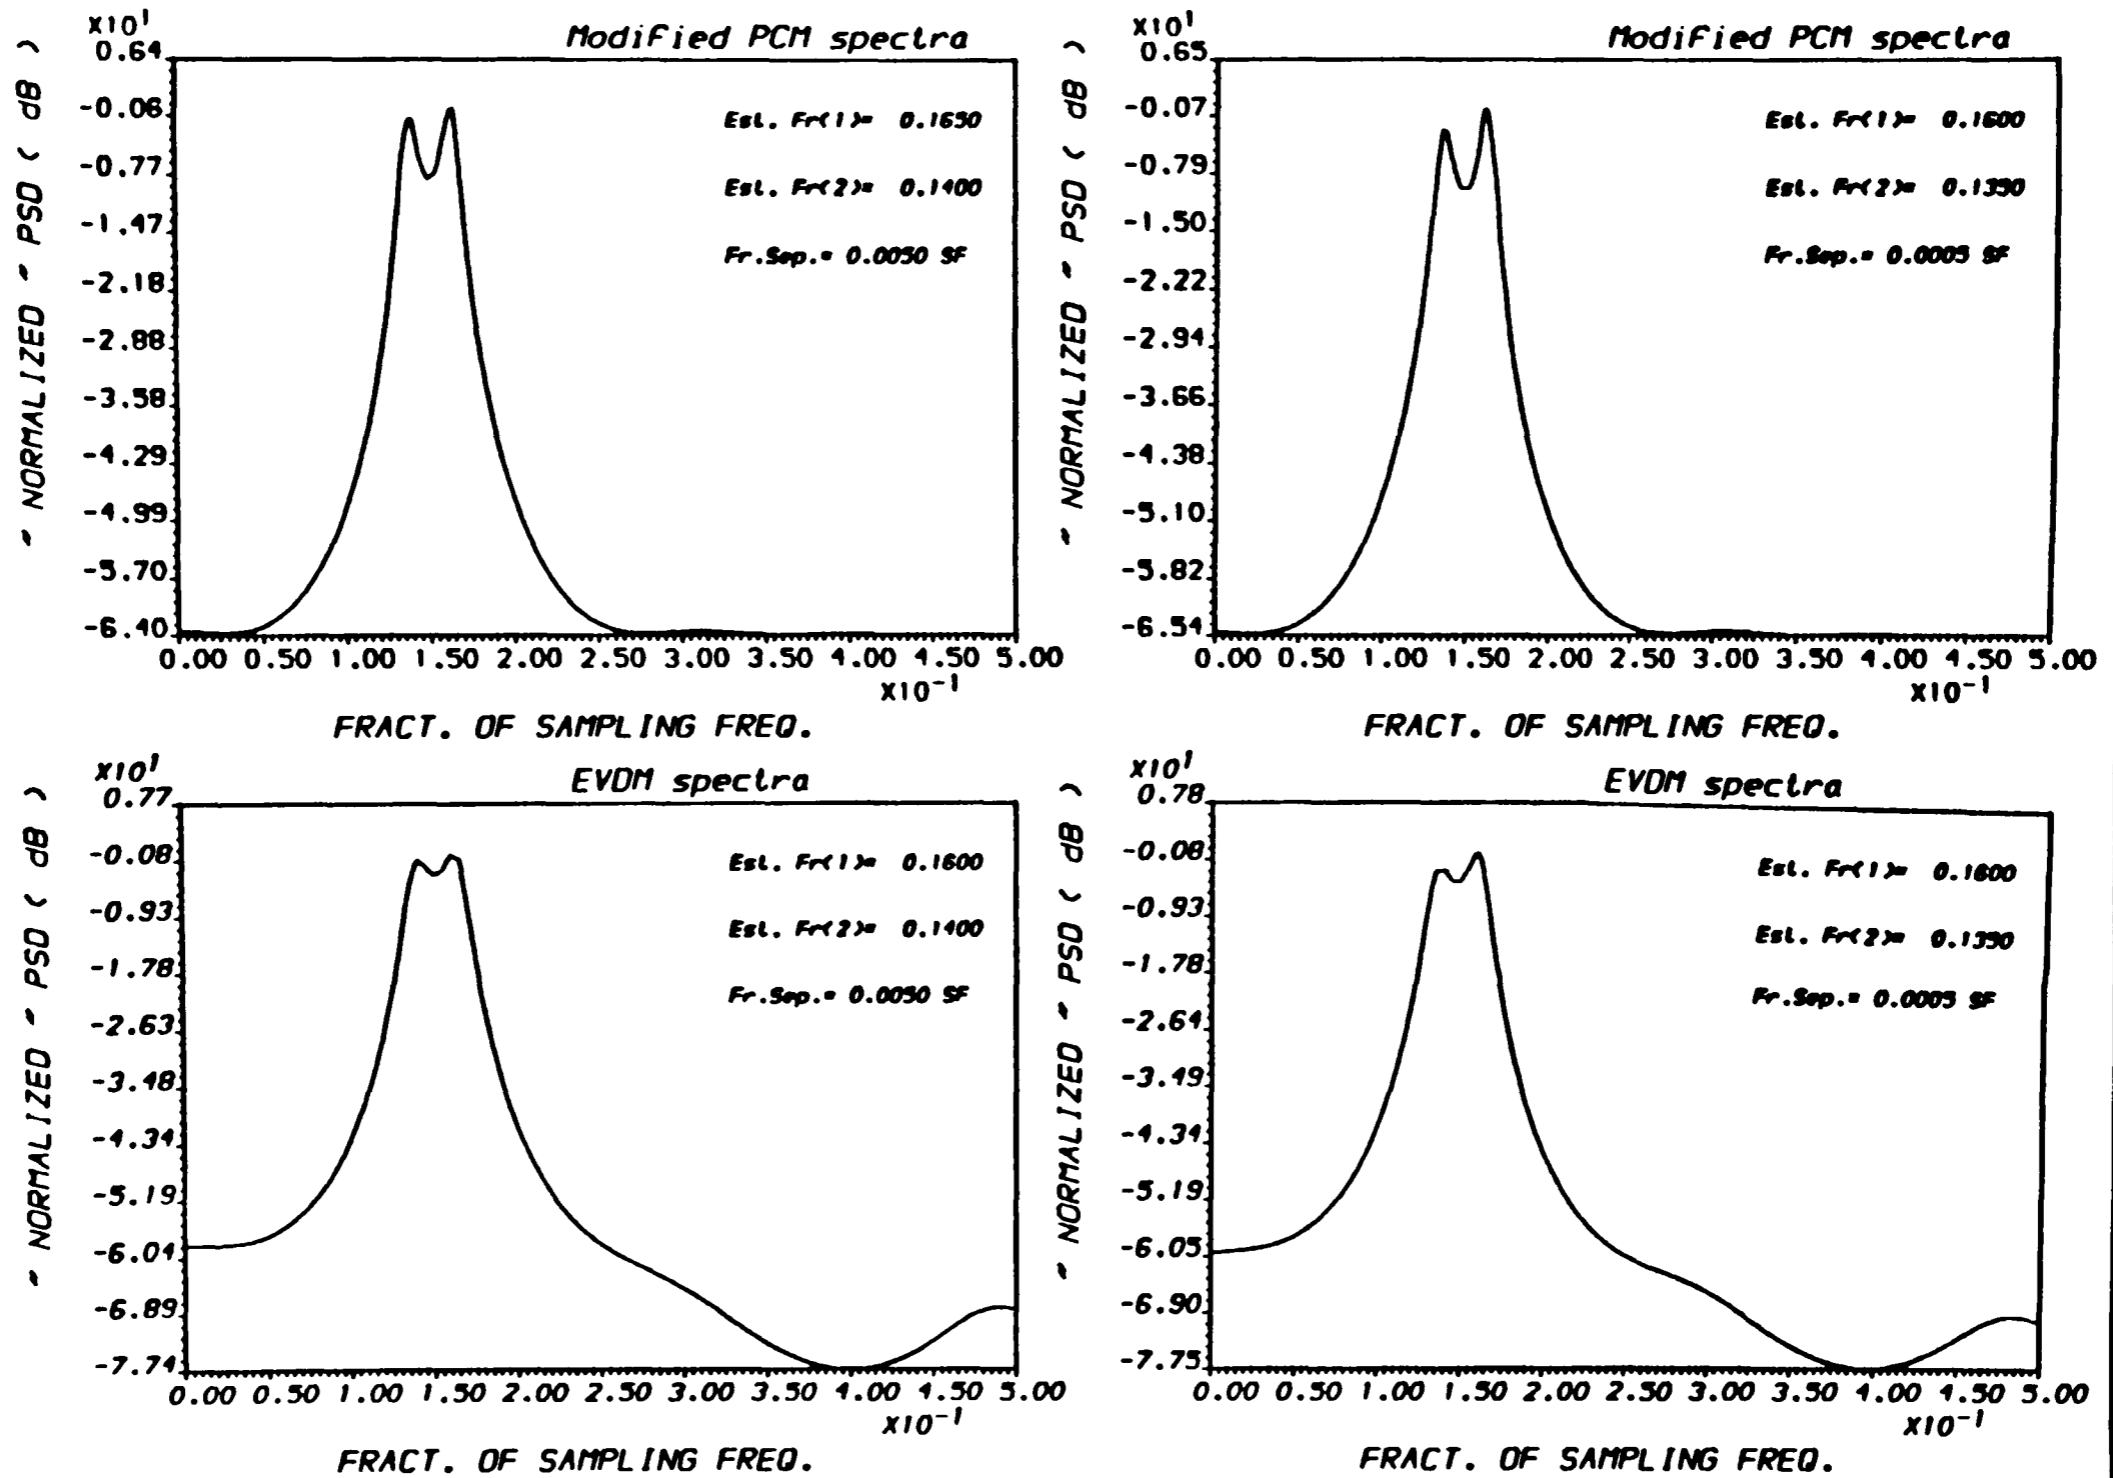 X10¹
Modified PCM spectra
0.64
-0.06
-0.77
-1.47
-2.18
-2.88
-3.58
-4.29
-4.99
-5.70
-6.40
" NORMALIZED " PSD ( dB )
Est. Fr(1)= 0.1650
Est. Fr(2)= 0.1400
Fr.Sep.= 0.0050 SF
0.00 0.50 1.00 1.50 2.00 2.50 3.00 3.50 4.00 4.50 5.00
X10⁻¹
FRACT. OF SAMPLING FREQ.
X10¹
Modified PCM spectra
0.65
-0.07
-0.79
-1.50
-2.22
-2.94
-3.66
-4.38
-5.10
-5.82
-6.54
" NORMALIZED " PSD ( dB )
Est. Fr(1)= 0.1600
Est. Fr(2)= 0.1350
Fr.Sep.= 0.0005 SF
0.00 0.50 1.00 1.50 2.00 2.50 3.00 3.50 4.00 4.50 5.00
X10⁻¹
FRACT. OF SAMPLING FREQ.
X10¹
EVDM spectra
0.77
-0.08
-0.93
-1.78
-2.63
-3.48
-4.34
-5.19
-6.04
-6.89
-7.74
" NORMALIZED " PSD ( dB )
Est. Fr(1)= 0.1600
Est. Fr(2)= 0.1400
Fr.Sep.= 0.0050 SF
0.00 0.50 1.00 1.50 2.00 2.50 3.00 3.50 4.00 4.50 5.00
X10⁻¹
FRACT. OF SAMPLING FREQ.
X10¹
EVDM spectra
0.78
-0.08
-0.93
-1.78
-2.64
-3.49
-4.34
-5.19
-6.05
-6.90
-7.75
" NORMALIZED " PSD ( dB )
Est. Fr(1)= 0.1600
Est. Fr(2)= 0.1350
Fr.Sep.= 0.0005 SF
0.00 0.50 1.00 1.50 2.00 2.50 3.00 3.50 4.00 4.50 5.00
X10⁻¹
FRACT. OF SAMPLING FREQ.